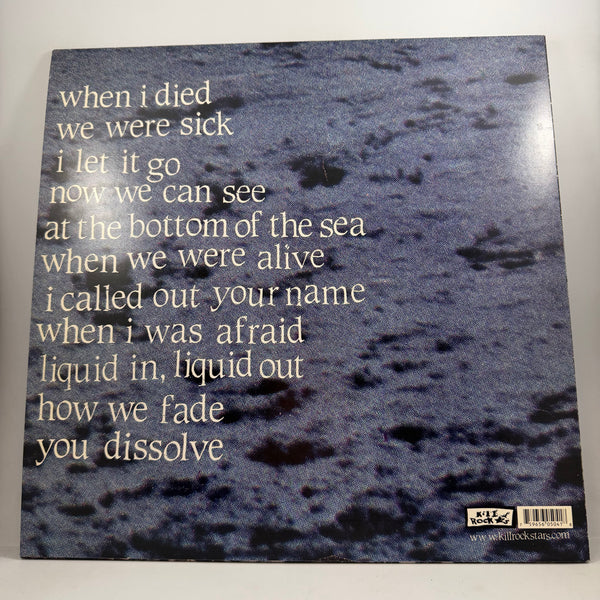 when i died
we were sick
i let it go
now we can see
at the bottom of the sea
when we were alive
i called out your name
when i was afraid
liquid in, liquid out
how we fade
you dissolve
KILL
ROCK
www.killrockstars.com